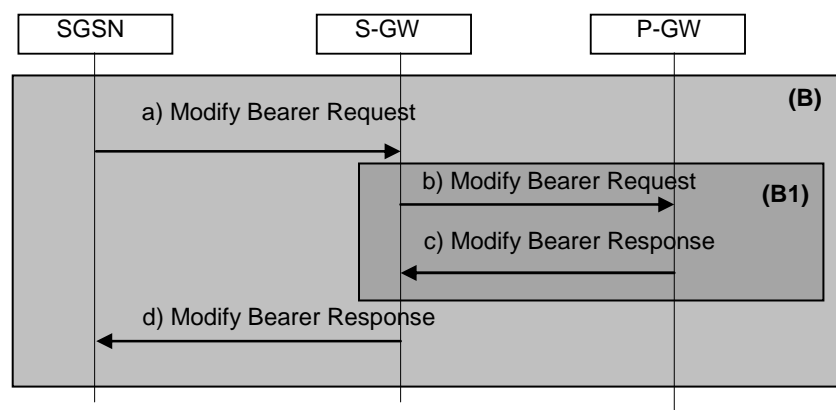 SGSN
S-GW
P-GW
(B)
a) Modify Bearer Request
b) Modify Bearer Request
(B1)
c) Modify Bearer Response
d) Modify Bearer Response